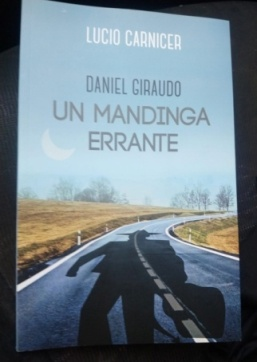 LUCIO CARNICER
DANIEL GIRAUDO
UN MANDINGA
ERRANTE